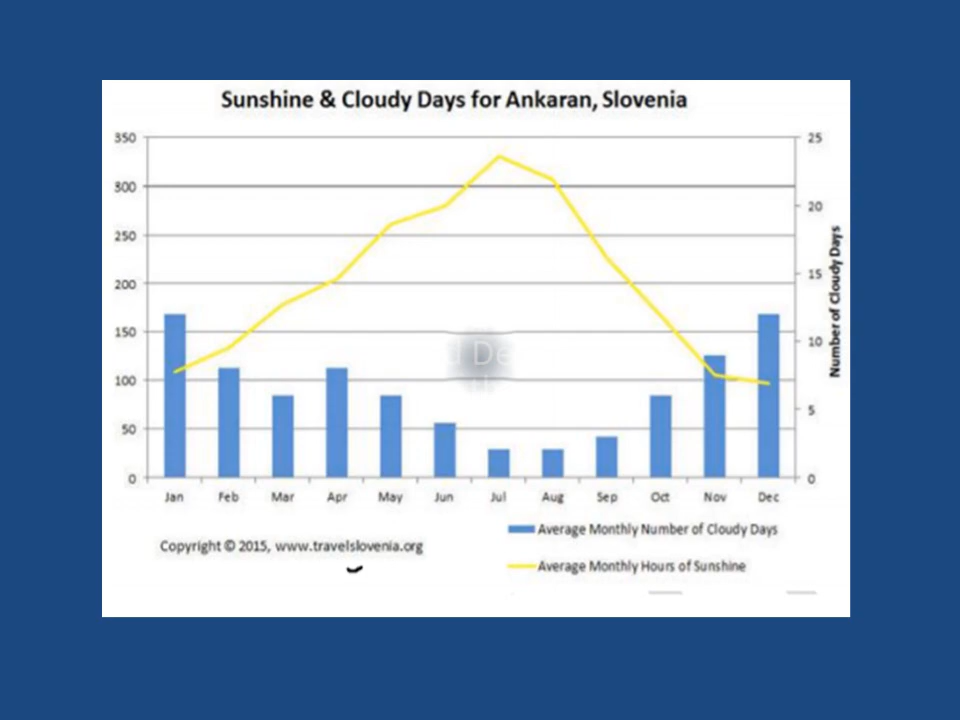 Sunshine & Cloudy Days for Ankaran, Slovenia
350
300
250
200
150
100
50
0
25
20
15
10
5
0
Number of Cloudy Days
Jan Feb Mar Apr May Jun Jul Aug Sep Oct Nov Dec
Average Monthly Number of Cloudy Days
Copyright © 2015, www.travelslovenia.org
Average Monthly Hours of Sunshine